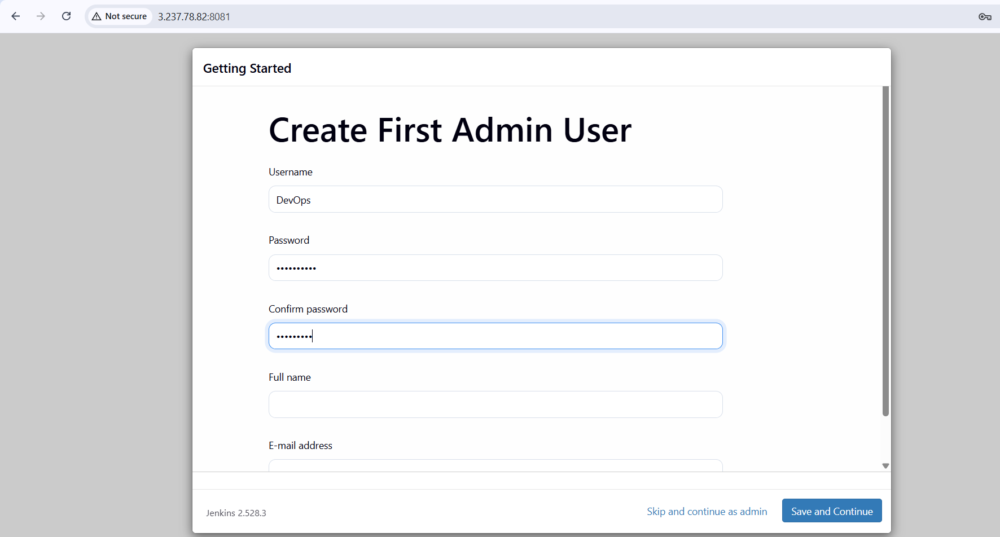 Not secure 3.237.78.82:8081
Getting Started
Create First Admin User
Username
DevOps
Password
••••••••••
Confirm password
•••••••••
Full name
E-mail address
Jenkins 2.528.3
Skip and continue as admin
Save and Continue